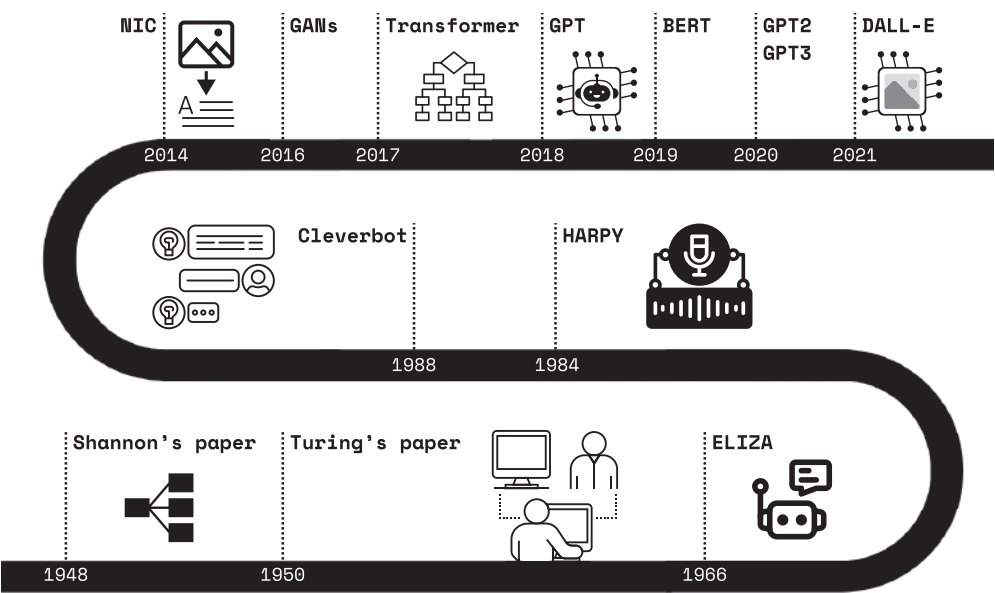 NIC
GANs
Transformer
GPT
BERT
GPT2
GPT3
DALL-E
A
2014
2016
2017
2018
2019
2020
2021
Cleverbot
HARPY
1988
1984
Shannon's paper
Turing's paper
ELIZA
1948
1950
1966